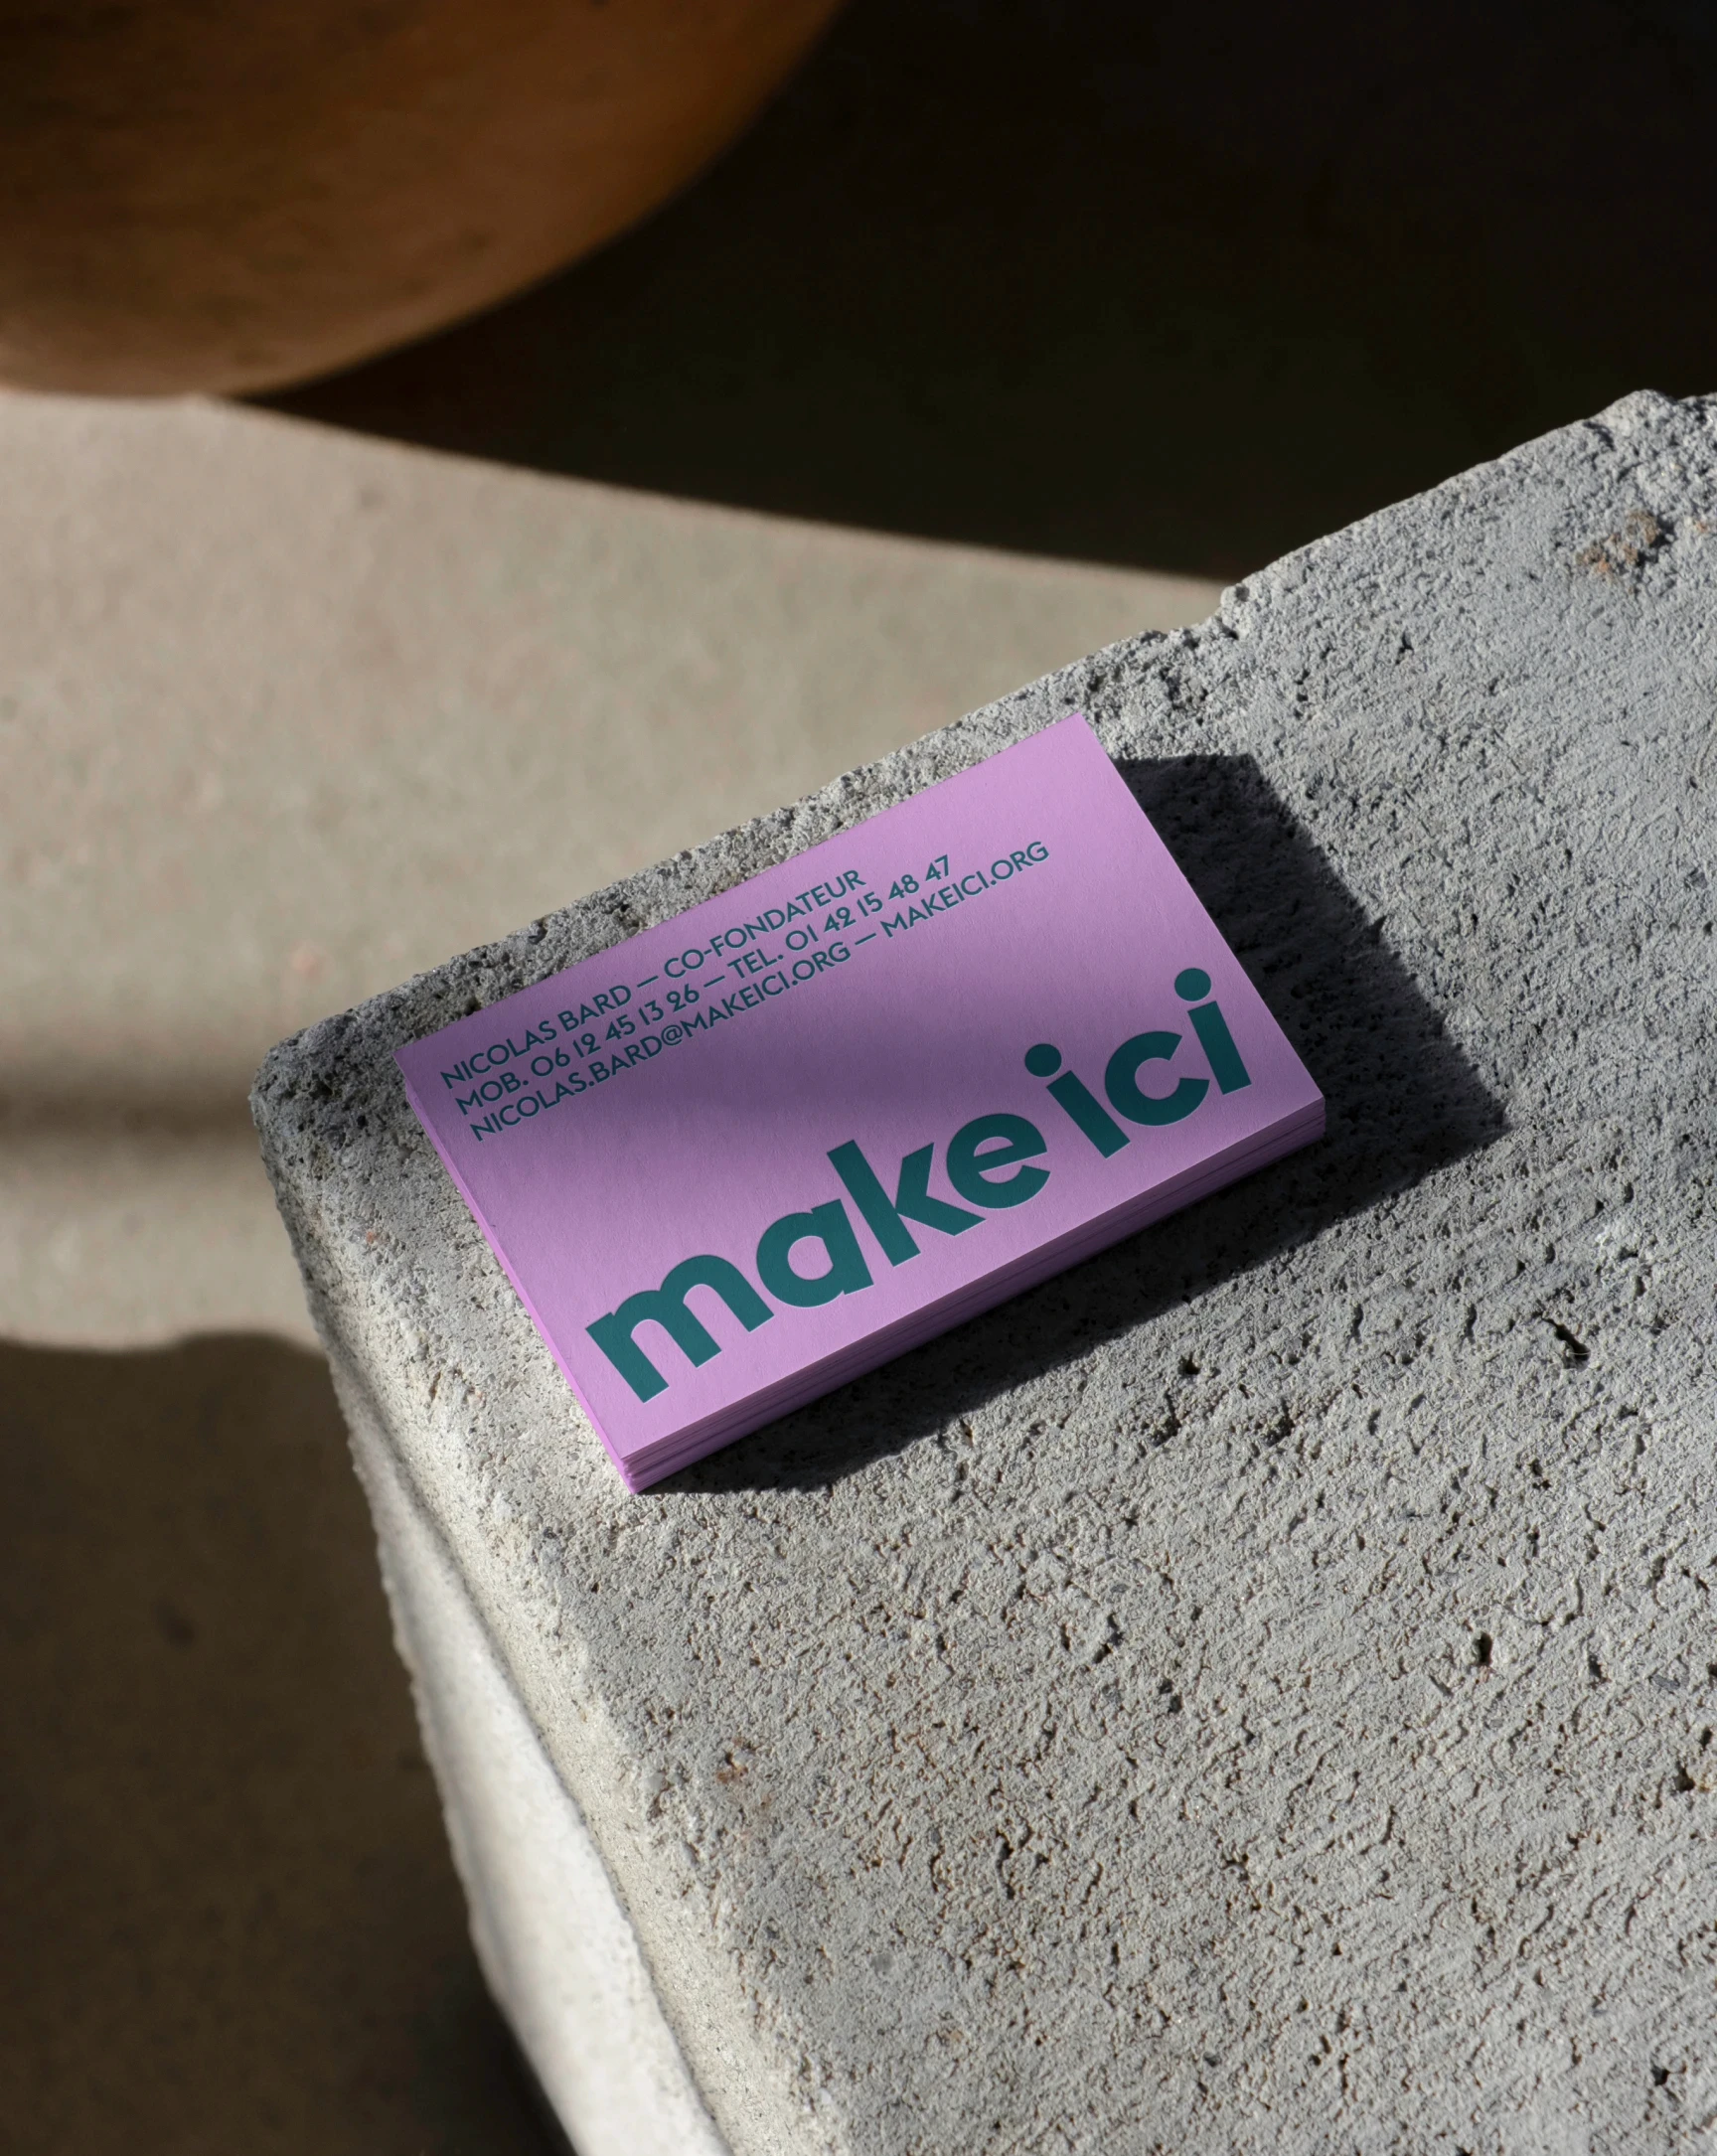 NICOLAS BARD — CO-FONDATEUR
MOB. 06 12 45 13 26 — TEL. 01 42 15 48 47
NICOLAS.BARD@MAKEICI.ORG — MAKEICI.ORG
make ici